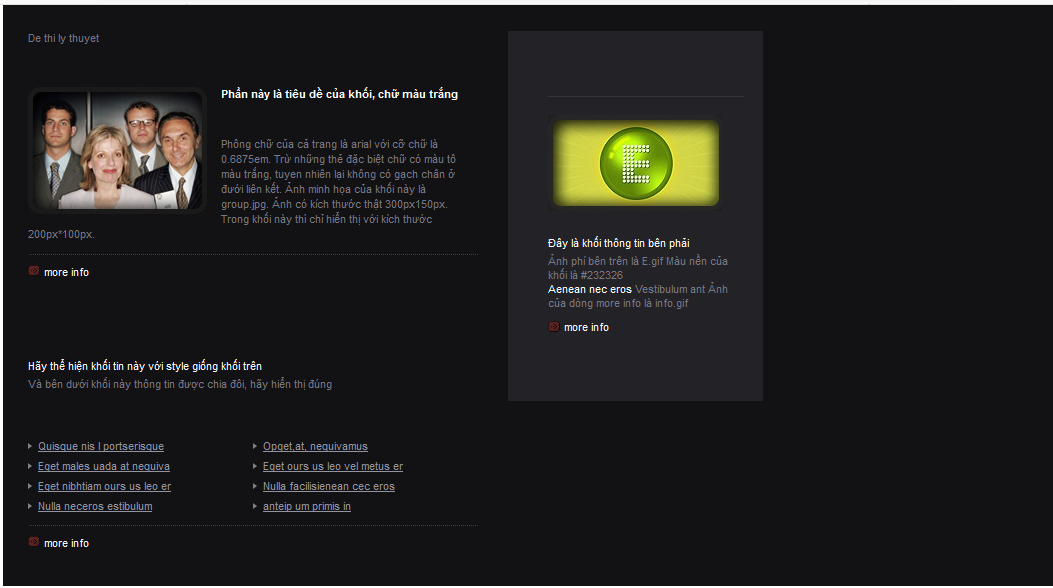 De thi ly thuyet
Phần này là tiêu dề của khối, chữ màu trắng
Phông chữ của cả trang là arial với cỡ chữ là
0.6875em. Trừ những thẻ đặc biệt chữ có màu tô
màu trắng, tuyen nhiên lại không có gạch chân ở
đưới liên kết. Ảnh minh họa của khối này là
group.jpg. Ảnh có kích thước thật 300px150px.
Trong khối này thì chỉ hiển thị với kích thước
200px*100px.
more info
Hãy thể hiện khối tin này với style giống khối trên
Và bên dưới khối này thông tin được chia đôi, hãy hiển thị đúng
Quisque nis l portserisque
Eget males uada at nequiva
Eget nibhtiam ours us leo er
Nulla neceros estibulum
Opget,at, nequivamus
Eget ours us leo vel metus er
Nulla facilisienean cec eros
anteip um primis in
more info
E
Đây là khối thông tin bên phải
Ảnh phí bên trên là E.gif Màu nền của
khối là #232326
Aenean nec eros Vestibulum ant Ảnh
của dòng more info là info.gif
more info